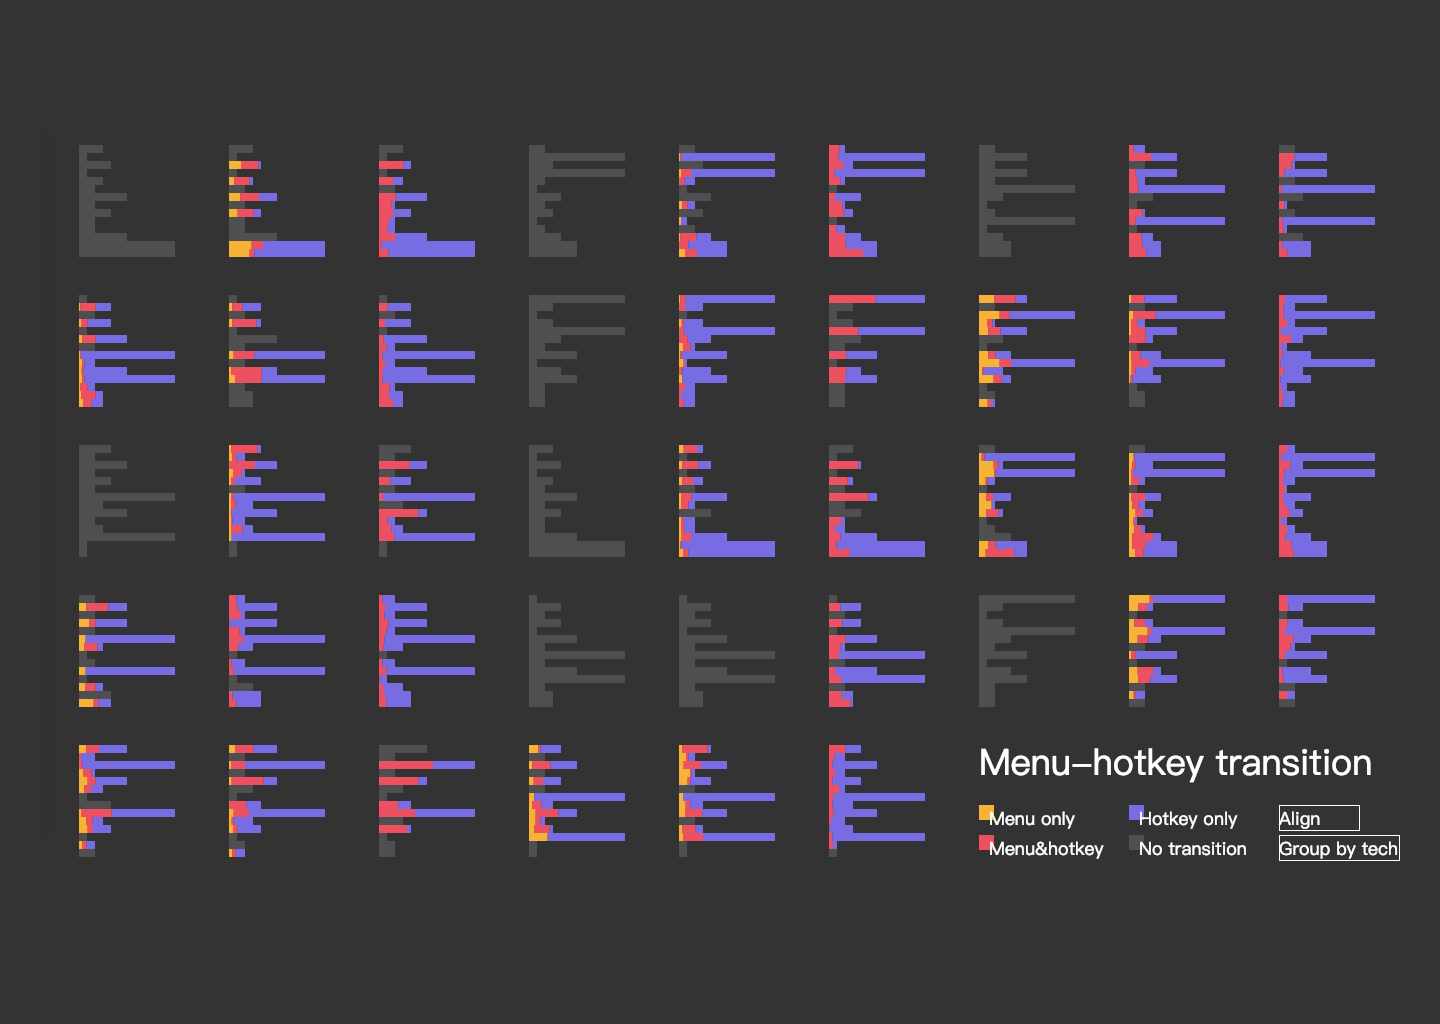 Menu–hotkey transition
Menu only
Hotkey only
Align
Menu&hotkey
No transition
Group by tech